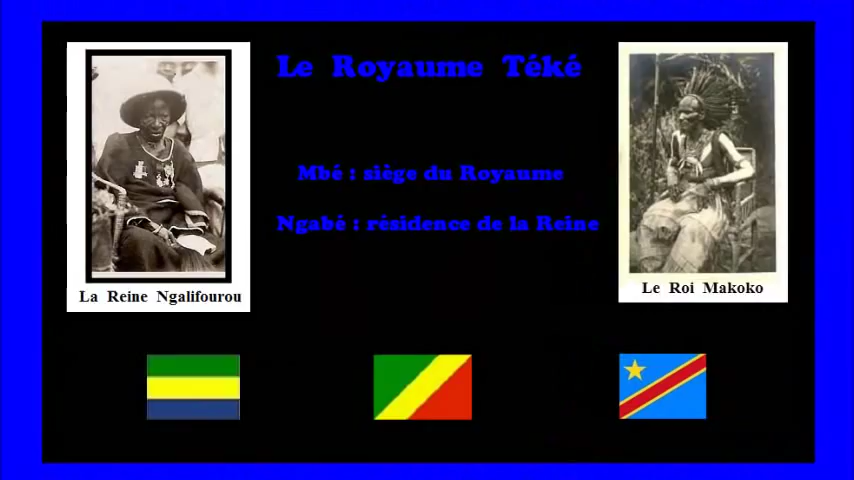 Le Royaume Téké
Mbé : siège du Royaume
Ngabé : résidence de la Reine
La Reine Ngalifourou
Le Roi Makoko